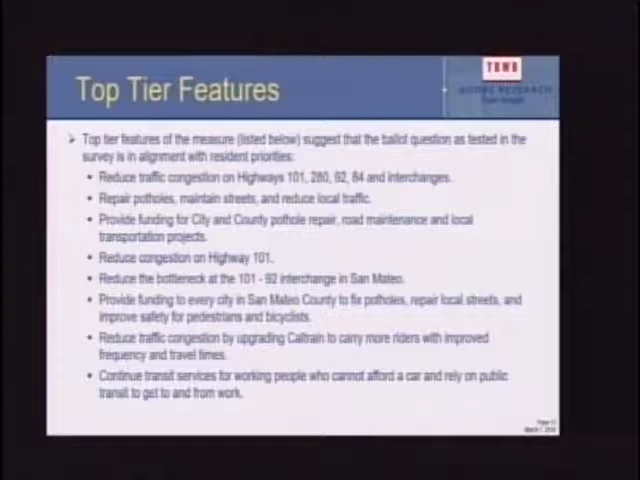 Top Tier Features
Top tier features of the measure (listed below) suggest that the ballot question as tested in the
survey is in alignment with resident priorities:
Reduce traffic congestion on Highways 101, 280, 92, 84 and interchanges.
Repair potholes, maintain streets, and reduce local traffic.
Provide funding for City and County pothole repair, road maintenance and local
transportation projects.
Reduce congestion on Highway 101.
Reduce the bottleneck at the 101 - 92 interchange in San Mateo.
Provide funding to every city in San Mateo County to fix potholes, repair local streets, and
improve safety for pedestrians and bicyclists.
Reduce traffic congestion by upgrading Caltrain to carry more riders with improved
frequency and travel times.
Continue transit services for working people who cannot afford a car and rely on public
transit to get to and from work.